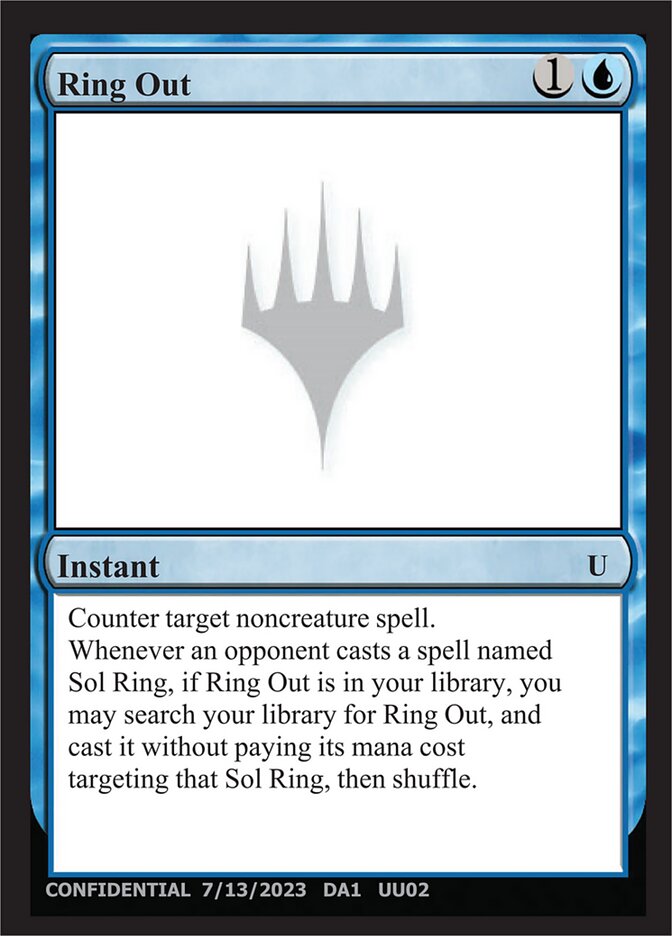 Ring Out
1
Instant
U
Counter target noncreature spell.
Whenever an opponent casts a spell named
Sol Ring, if Ring Out is in your library, you
may search your library for Ring Out, and
cast it without paying its mana cost
targeting that Sol Ring, then shuffle.
CONFIDENTIAL 7/13/2023 DA1 UU02